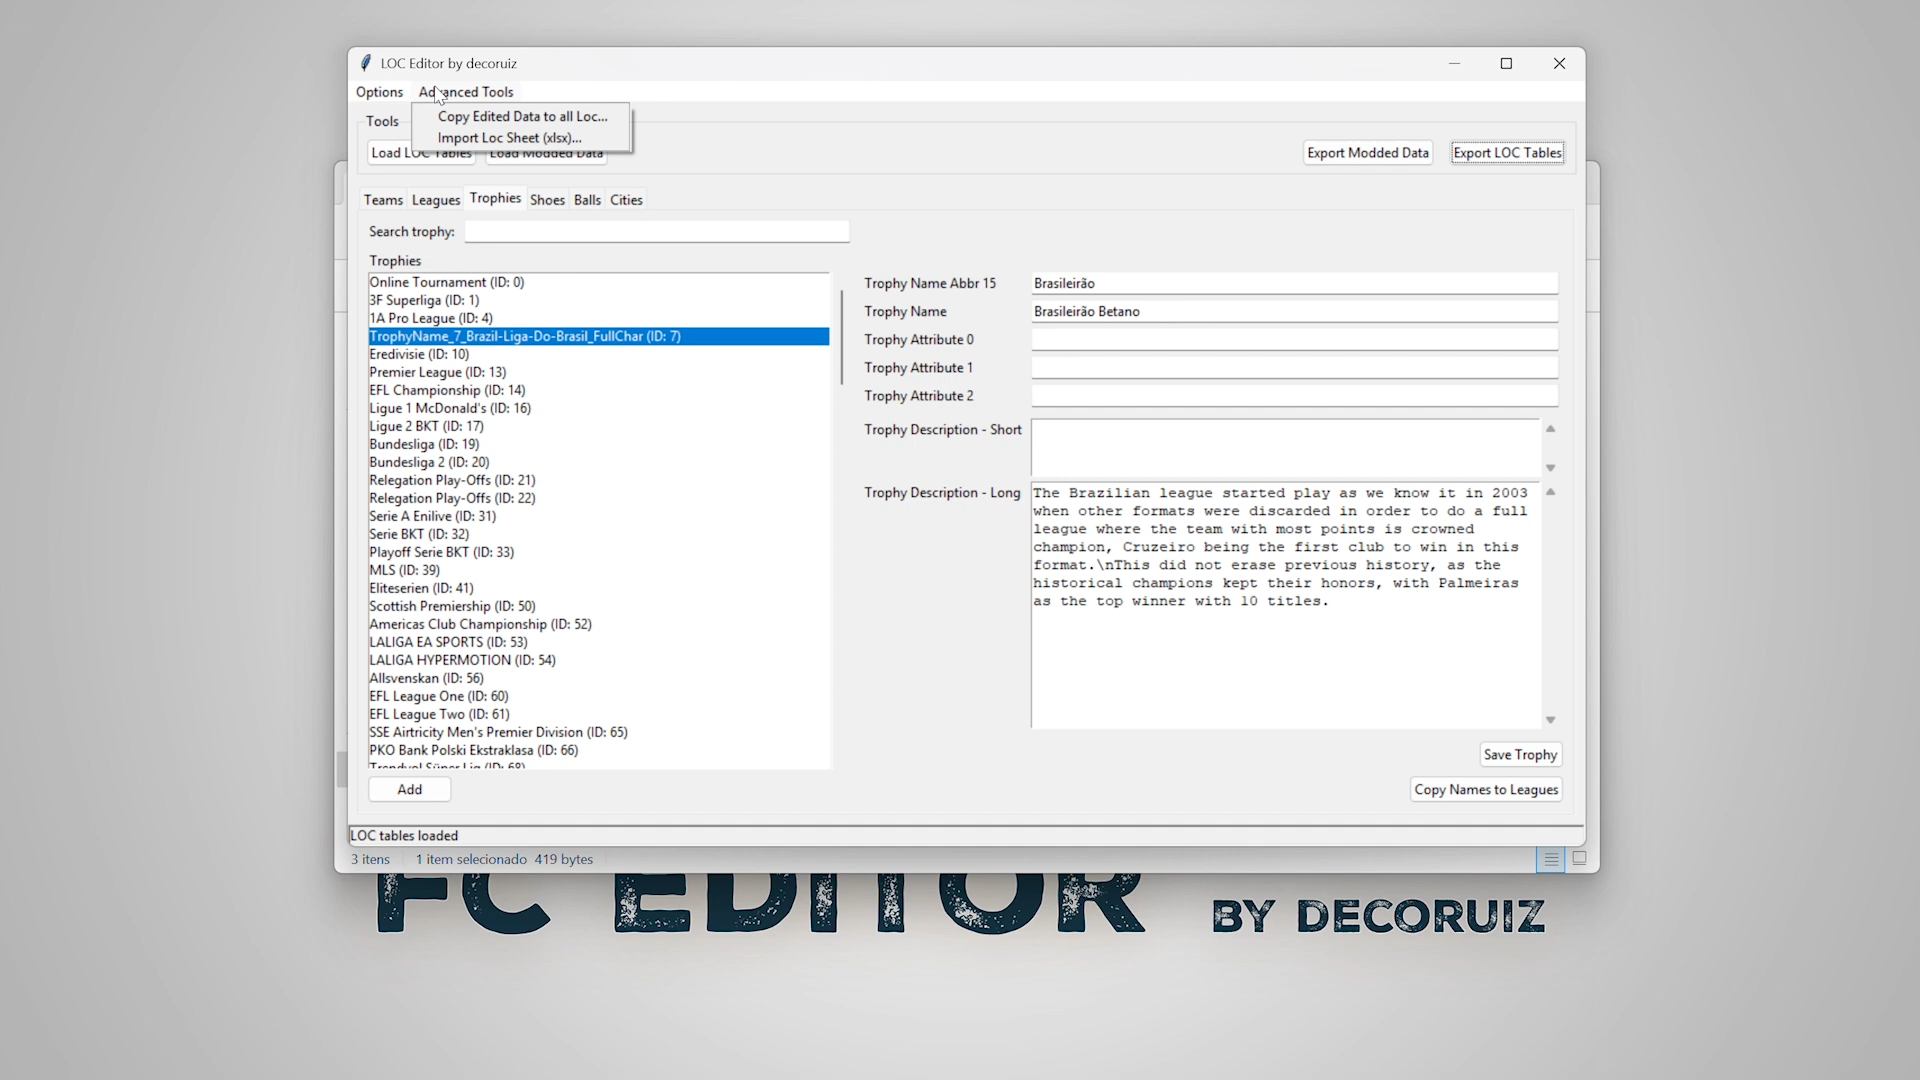 LOC Editor by decoruiz
Options Advanced Tools
Copy Edited Data to all Loc...
Import Loc Sheet (xlsx)...
Tools
Load LOC Tables Load Modded Data Export Modded Data Export LOC Tables
Teams Leagues Trophies Shoes Balls Cities
Search trophy:
Trophies
Online Tournament (ID: 0)
3F Superliga (ID: 1)
1A Pro League (ID: 4)
TrophyName_7_Brazil-Liga-Do-Brasil_FullChar (ID: 7)
Eredivisie (ID: 10)
Premier League (ID: 13)
EFL Championship (ID: 14)
Ligue 1 McDonald's (ID: 16)
Ligue 2 BKT (ID: 17)
Bundesliga (ID: 19)
Bundesliga 2 (ID: 20)
Relegation Play-Offs (ID: 21)
Relegation Play-Offs (ID: 22)
Serie A Enilive (ID: 31)
Serie BKT (ID: 32)
Playoff Serie BKT (ID: 33)
MLS (ID: 39)
Eliteserien (ID: 41)
Scottish Premiership (ID: 50)
Americas Club Championship (ID: 52)
LALIGA EA SPORTS (ID: 53)
LALIGA HYPERMOTION (ID: 54)
Allsvenskan (ID: 56)
EFL League One (ID: 60)
EFL League Two (ID: 61)
SSE Airtricity Men's Premier Division (ID: 65)
PKO Bank Polski Ekstraklasa (ID: 66)
Trendyol Süper Lig (ID: 68)
Add
Trophy Name Abbr 15 Brasileirão
Trophy Name Brasileirão Betano
Trophy Attribute 0
Trophy Attribute 1
Trophy Attribute 2
Trophy Description - Short
Trophy Description - Long
The Brazilian league started play as we know it in 2003
when other formats were discarded in order to do a full
league where the team with most points is crowned
champion, Cruzeiro being the first club to win in this
format.\nThis did not erase previous history, as the
historical champions kept their honors, with Palmeiras
as the top winner with 10 titles.
Save Trophy
Copy Names to Leagues
LOC tables loaded
3 itens 1 item selecionado 419 bytes
FC EDITOR BY DECORUIZ